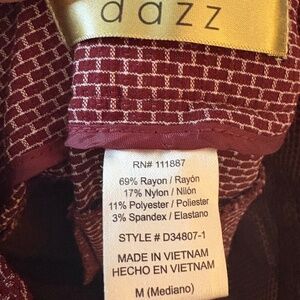 dazz
RN# 111887
69% Rayon / Rayón
17% Nylon / Nilón
11% Polyester / Poliester
3% Spandex / Elastano
STYLE # D34807-1
MADE IN VIETNAM
HECHO EN VIETNAM
M (Mediano)